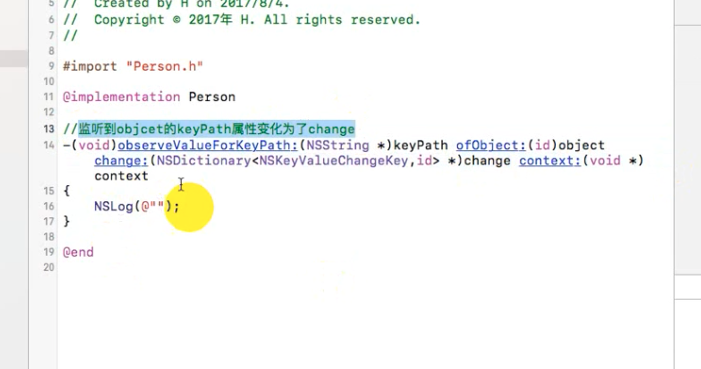 5 // Created by H on 2017/8/4.
6 // Copyright © 2017年 H. All rights reserved.
7 //
8
9 #import "Person.h"
10
11 @implementation Person
12
13 //监听到objcet的keyPath属性变化为了change
14 -(void)observeValueForKeyPath:(NSString *)keyPath ofObject:(id)object
change:(NSDictionary<NSKeyValueChangeKey,id> *)change context:(void *)
context
15 {
16 NSLog(@"");
17 }
18
19 @end
20